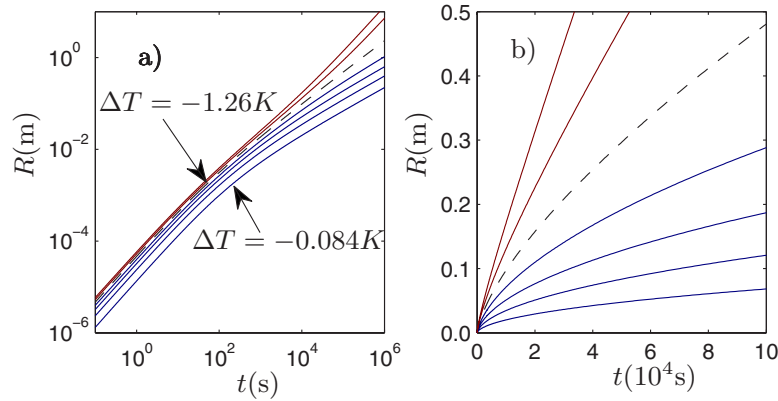 a)
R(m)
10^0
10^-2
10^-4
10^-6
ΔT = −1.26K
ΔT = −0.084K
10^0
10^2
10^4
10^6
t(s)
b)
R(m)
0.5
0.4
0.3
0.2
0.1
0.0
0
2
4
6
8
10
t(10^4s)